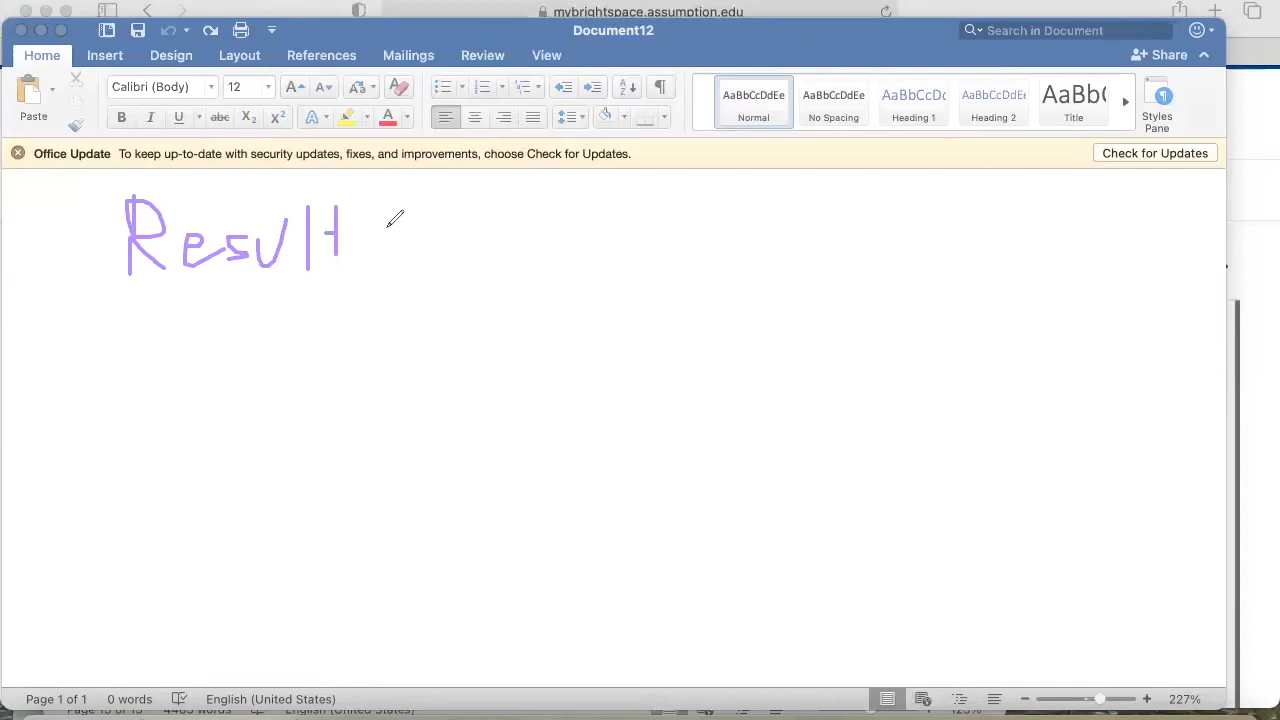 mybrightspace.assumption.edu
Document12
Search in Document
Home Insert Design Layout References Mailings Review View
Share
Paste
Calibri (Body) 12
AaBbCcDdEe AaBbCcDdEe AaBbCcDc AaBbCcDdEe AaBb(
Normal No Spacing Heading 1 Heading 2 Title
Styles Pane
Office Update To keep up-to-date with security updates, fixes, and improvements, choose Check for Updates.
Check for Updates
Result
Page 1 of 1 0 words English (United States) 227%